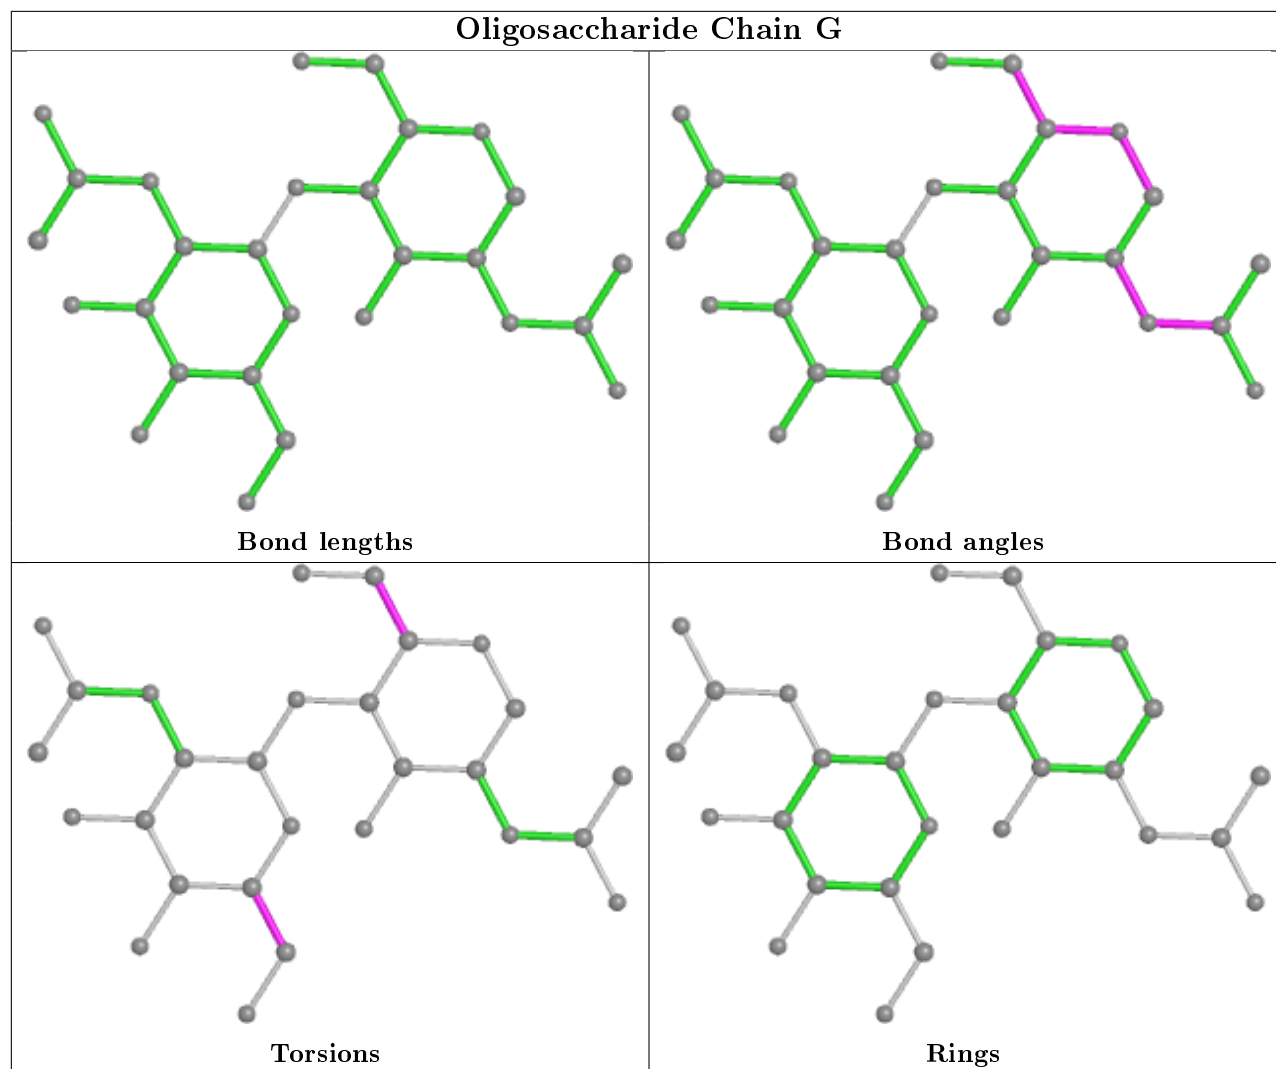 Oligosaccharide Chain G
Bond lengths
Bond angles
Torsions
Rings